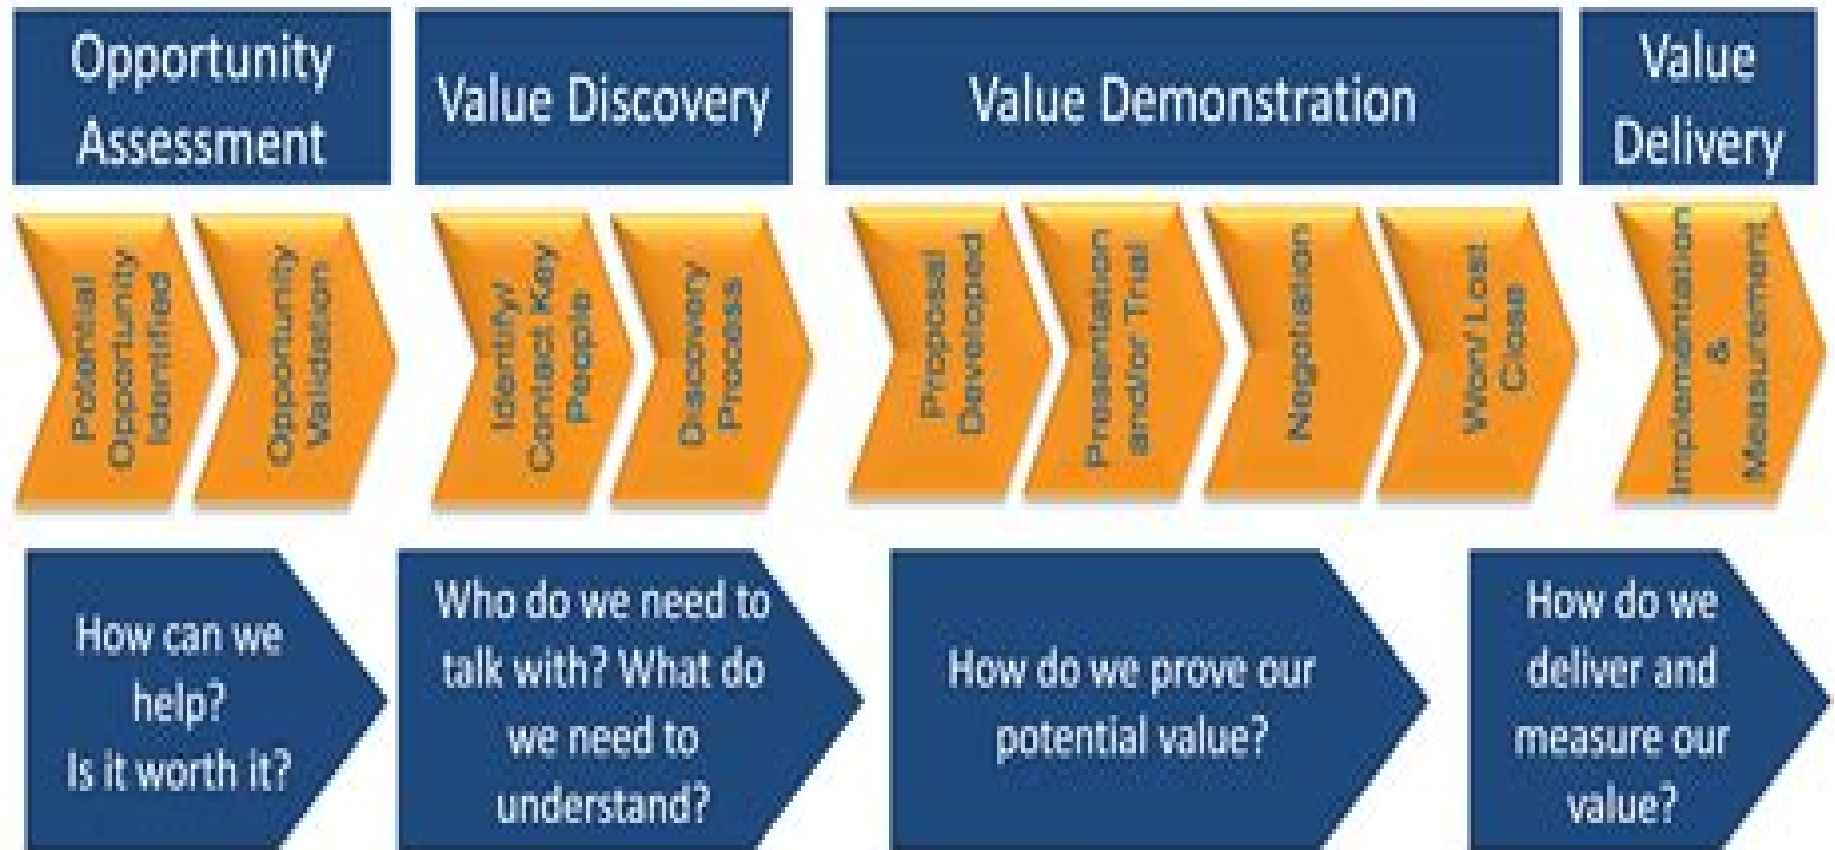 Opportunity
Assessment
Value Discovery
Value Demonstration
Value
Delivery
Potential
Opportunity
Identified
Opportunity
Validation
Identify/
Contact Key
People
Discovery
Process
Proposal
Developed
Presentation
and/or Trial
Negotiation
Won/Lost
Close
Implementation
&
Measurement
How can we
help?
Is it worth it?
Who do we need to
talk with? What do
we need to
understand?
How do we prove our
potential value?
How do we
deliver and
measure our
value?